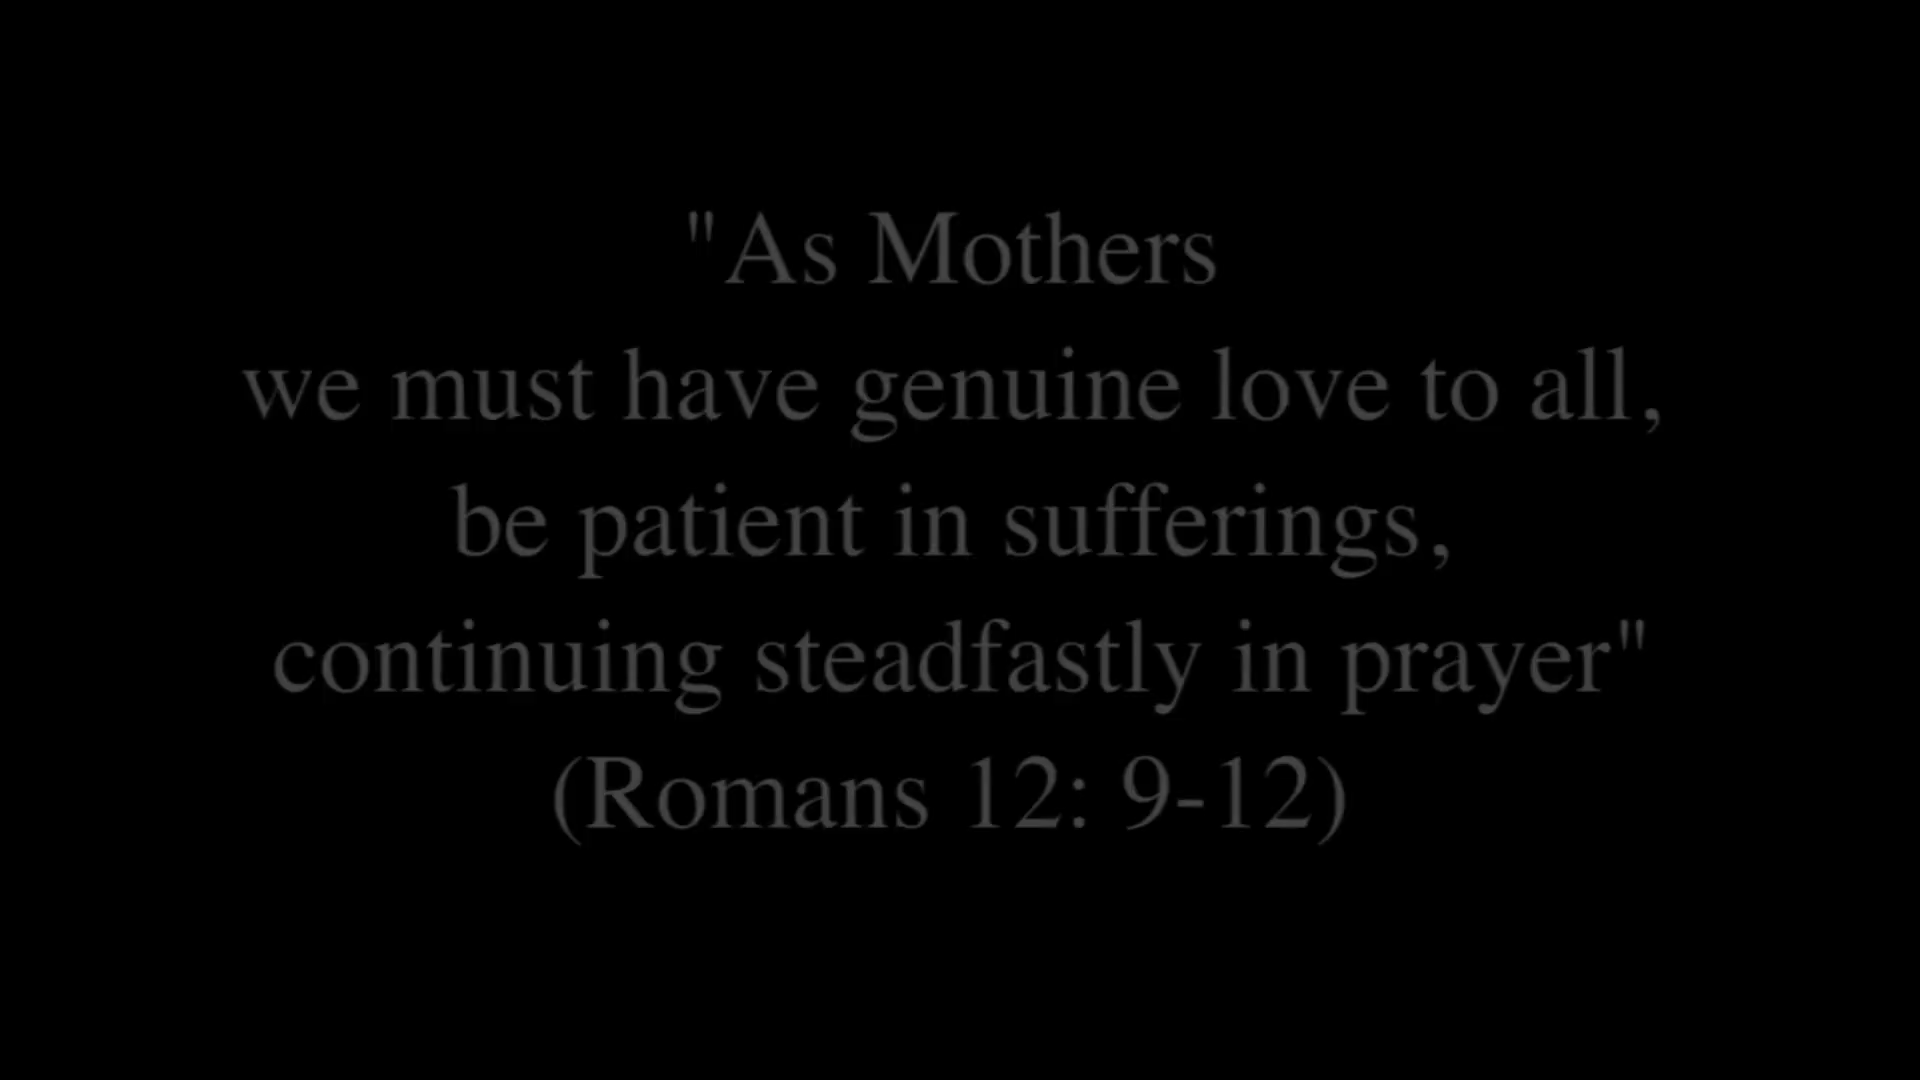 "As Mothers
we must have genuine love to all,
be patient in sufferings,
continuing steadfastly in prayer"
(Romans 12: 9-12)